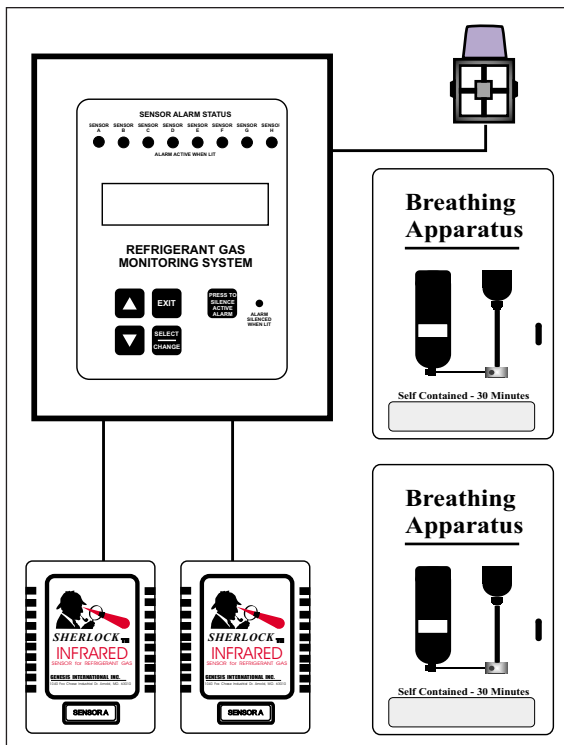 SENSOR ALARM STATUS
SENSOR A SENSOR B SENSOR C SENSOR D SENSOR E SENSOR F SENSOR G SENSOR H
ALARM ACTIVE WHEN LIT
REFRIGERANT GAS
MONITORING SYSTEM
EXIT
PRESS TO
SILENCE
ACTIVE
ALARM
ALARM
SILENCED
WHEN LIT
SELECT
CHANGE
Breathing
Apparatus
Self Contained - 30 Minutes
Breathing
Apparatus
Self Contained - 30 Minutes
SHERLOCK TM
INFRARED
SENSOR for REFRIGERANT GAS
GENESIS INTERNATIONAL INC.
SENSOR A
SHERLOCK TM
INFRARED
SENSOR for REFRIGERANT GAS
GENESIS INTERNATIONAL INC.
SENSOR A